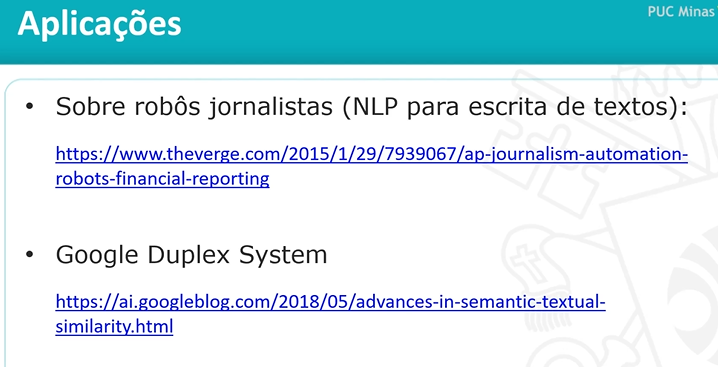 Aplicações
PUC Minas
• Sobre robôs jornalistas (NLP para escrita de textos):
https://www.theverge.com/2015/1/29/7939067/ap-journalism-automation-
robots-financial-reporting
• Google Duplex System
https://ai.googleblog.com/2018/05/advances-in-semantic-textual-
similarity.html